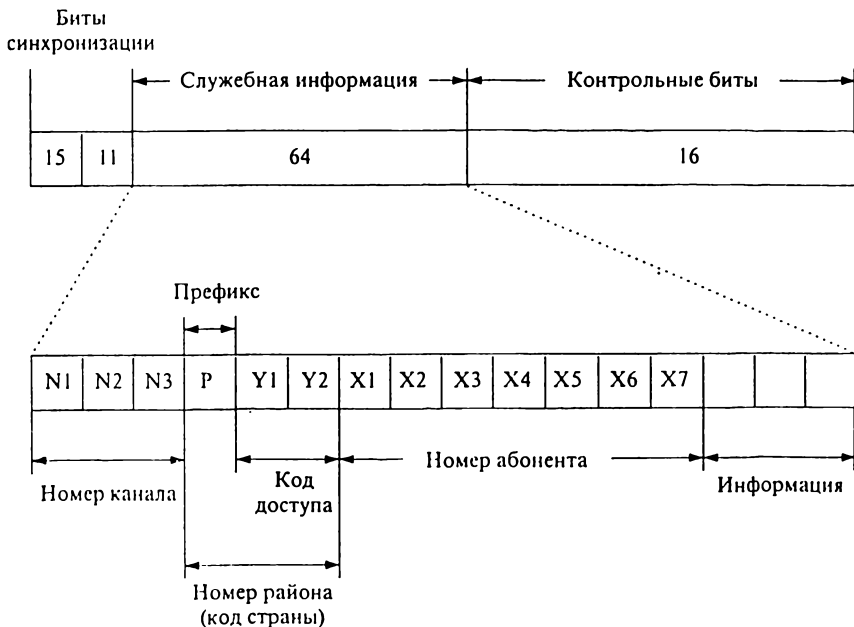 Биты
синхронизации
Служебная информация
Контрольные биты
15 11 64 16
Префикс
N1 N2 N3 P Y1 Y2 X1 X2 X3 X4 X5 X6 X7
Номер канала
Код
доступа
Номер абонента
Информация
Номер района
(код страны)